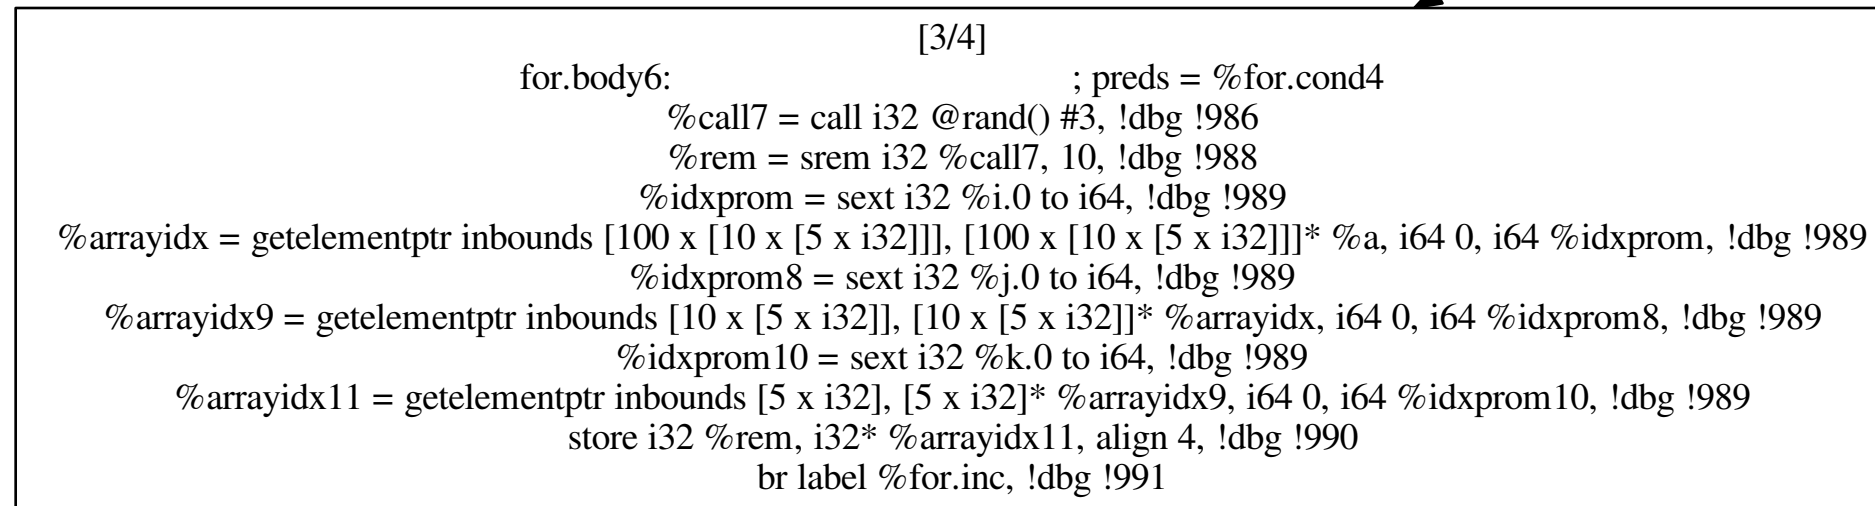 [3/4]
for.body6: ; preds = %for.cond4
%call7 = call i32 @rand() #3, !dbg !986
%rem = srem i32 %call7, 10, !dbg !988
%idxprom = sext i32 %i.0 to i64, !dbg !989
%arrayidx = getelementptr inbounds [100 x [10 x [5 x i32]]], [100 x [10 x [5 x i32]]]* %a, i64 0, i64 %idxprom, !dbg !989
%idxprom8 = sext i32 %j.0 to i64, !dbg !989
%arrayidx9 = getelementptr inbounds [10 x [5 x i32]], [10 x [5 x i32]]* %arrayidx, i64 0, i64 %idxprom8, !dbg !989
%idxprom10 = sext i32 %k.0 to i64, !dbg !989
%arrayidx11 = getelementptr inbounds [5 x i32], [5 x i32]* %arrayidx9, i64 0, i64 %idxprom10, !dbg !989
store i32 %rem, i32* %arrayidx11, align 4, !dbg !990
br label %for.inc, !dbg !991